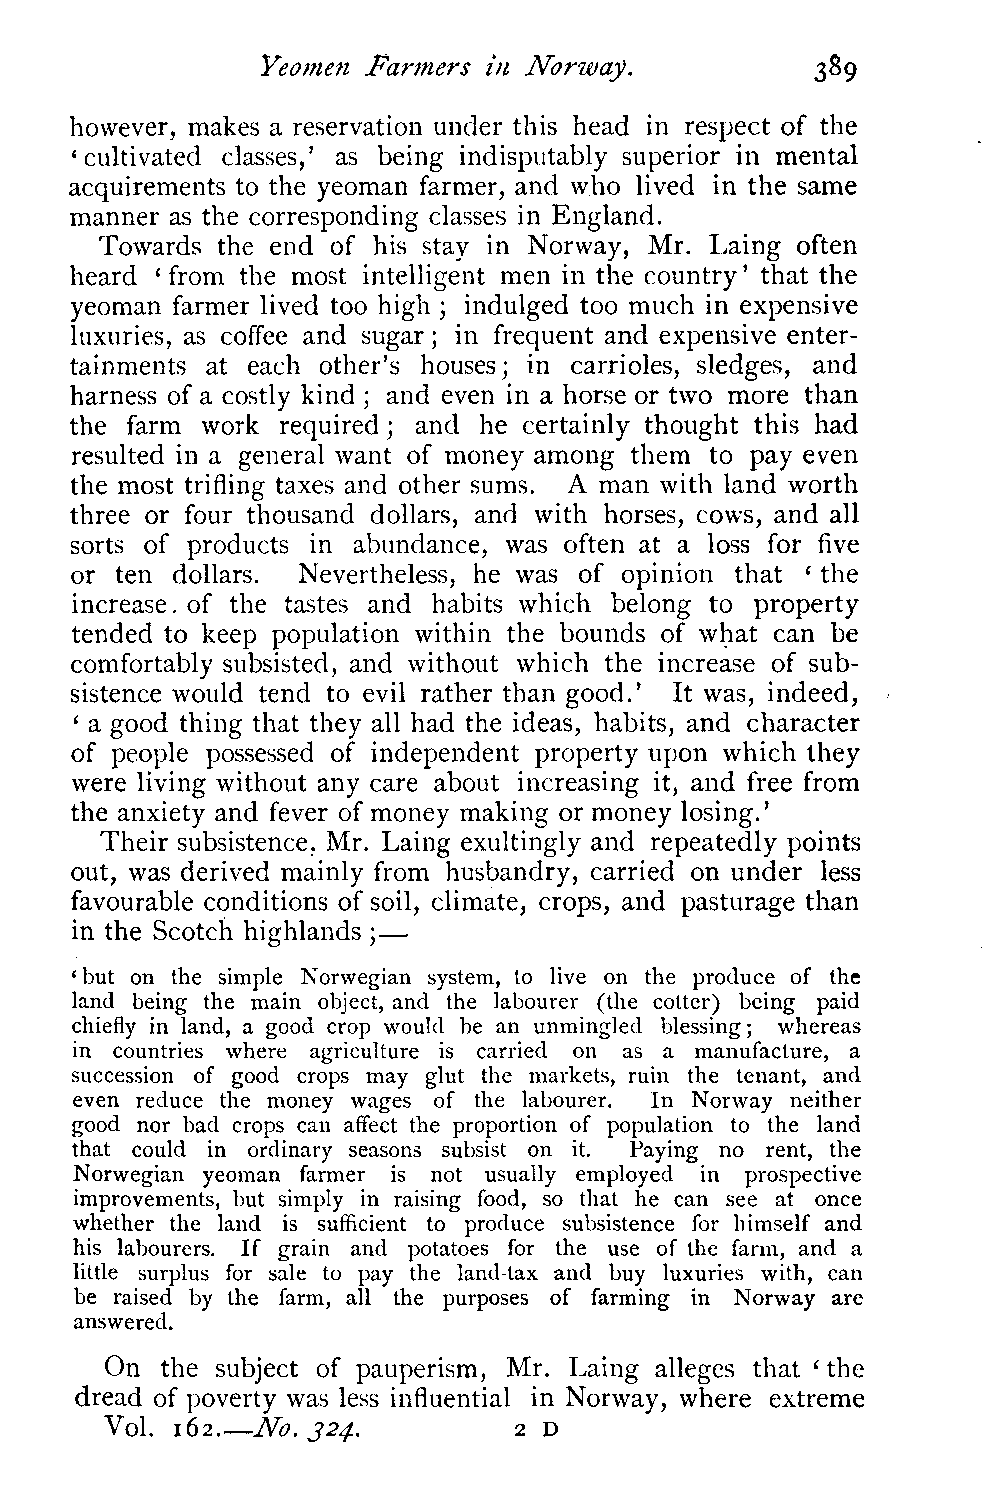 Yeomen Farmers in Norway. 389
however, makes a reservation under this head in respect of the
‘cultivated classes,’ as being indisputably superior in mental
acquirements to the yeoman farmer, and who lived in the same
manner as the corresponding classes in England.
Towards the end of his stay in Norway, Mr. Laing often
heard ‘from the most intelligent men in the country’ that the
yeoman farmer lived too high; indulged too much in expensive
luxuries, as coffee and sugar; in frequent and expensive enter-
tainments at each other's houses; in carrioles, sledges, and
harness of a costly kind; and even in a horse or two more than
the farm work required; and he certainly thought this had
resulted in a general want of money among them to pay even
the most trifling taxes and other sums. A man with land worth
three or four thousand dollars, and with horses, cows, and all
sorts of products in abundance, was often at a loss for five
or ten dollars. Nevertheless, he was of opinion that ‘the
increase. of the tastes and habits which belong to property
tended to keep population within the bounds of what can be
comfortably subsisted, and without which the increase of sub-
sistence would tend to evil rather than good.’ It was, indeed,
‘a good thing that they all had the ideas, habits, and character
of people possessed of independent property upon which they
were living without any care about increasing it, and free from
the anxiety and fever of money making or money losing.’
Their subsistence, Mr. Laing exultingly and repeatedly points
out, was derived mainly from husbandry, carried on under less
favourable conditions of soil, climate, crops, and pasturage than
in the Scotch highlands;—
‘but on the simple Norwegian system, to live on the produce of the
land being the main object, and the labourer (the cotter) being paid
chiefly in land, a good crop would be an unmingled blessing; whereas
in countries where agriculture is carried on as a manufacture, a
succession of good crops may glut the markets, ruin the tenant, and
even reduce the money wages of the labourer. In Norway neither
good nor bad crops can affect the proportion of population to the land
that could in ordinary seasons subsist on it. Paying no rent, the
Norwegian yeoman farmer is not usually employed in prospective
improvements, but simply in raising food, so that he can see at once
whether the land is sufficient to produce subsistence for himself and
his labourers. If grain and potatoes for the use of the farm, and a
little surplus for sale to pay the land-tax and buy luxuries with, can
be raised by the farm, all the purposes of farming in Norway are
answered.
On the subject of pauperism, Mr. Laing alleges that ‘the
dread of poverty was less influential in Norway, where extreme
Vol. 162.—No. 324. 2 D